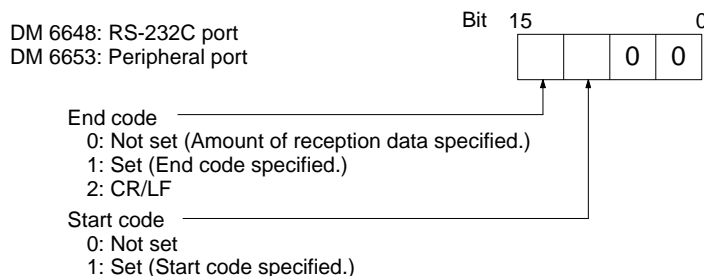 DM 6648: RS-232C port
DM 6653: Peripheral port
Bit 15 0
0 0
End code
0: Not set (Amount of reception data specified.)
1: Set (End code specified.)
2: CR/LF
Start code
0: Not set
1: Set (Start code specified.)